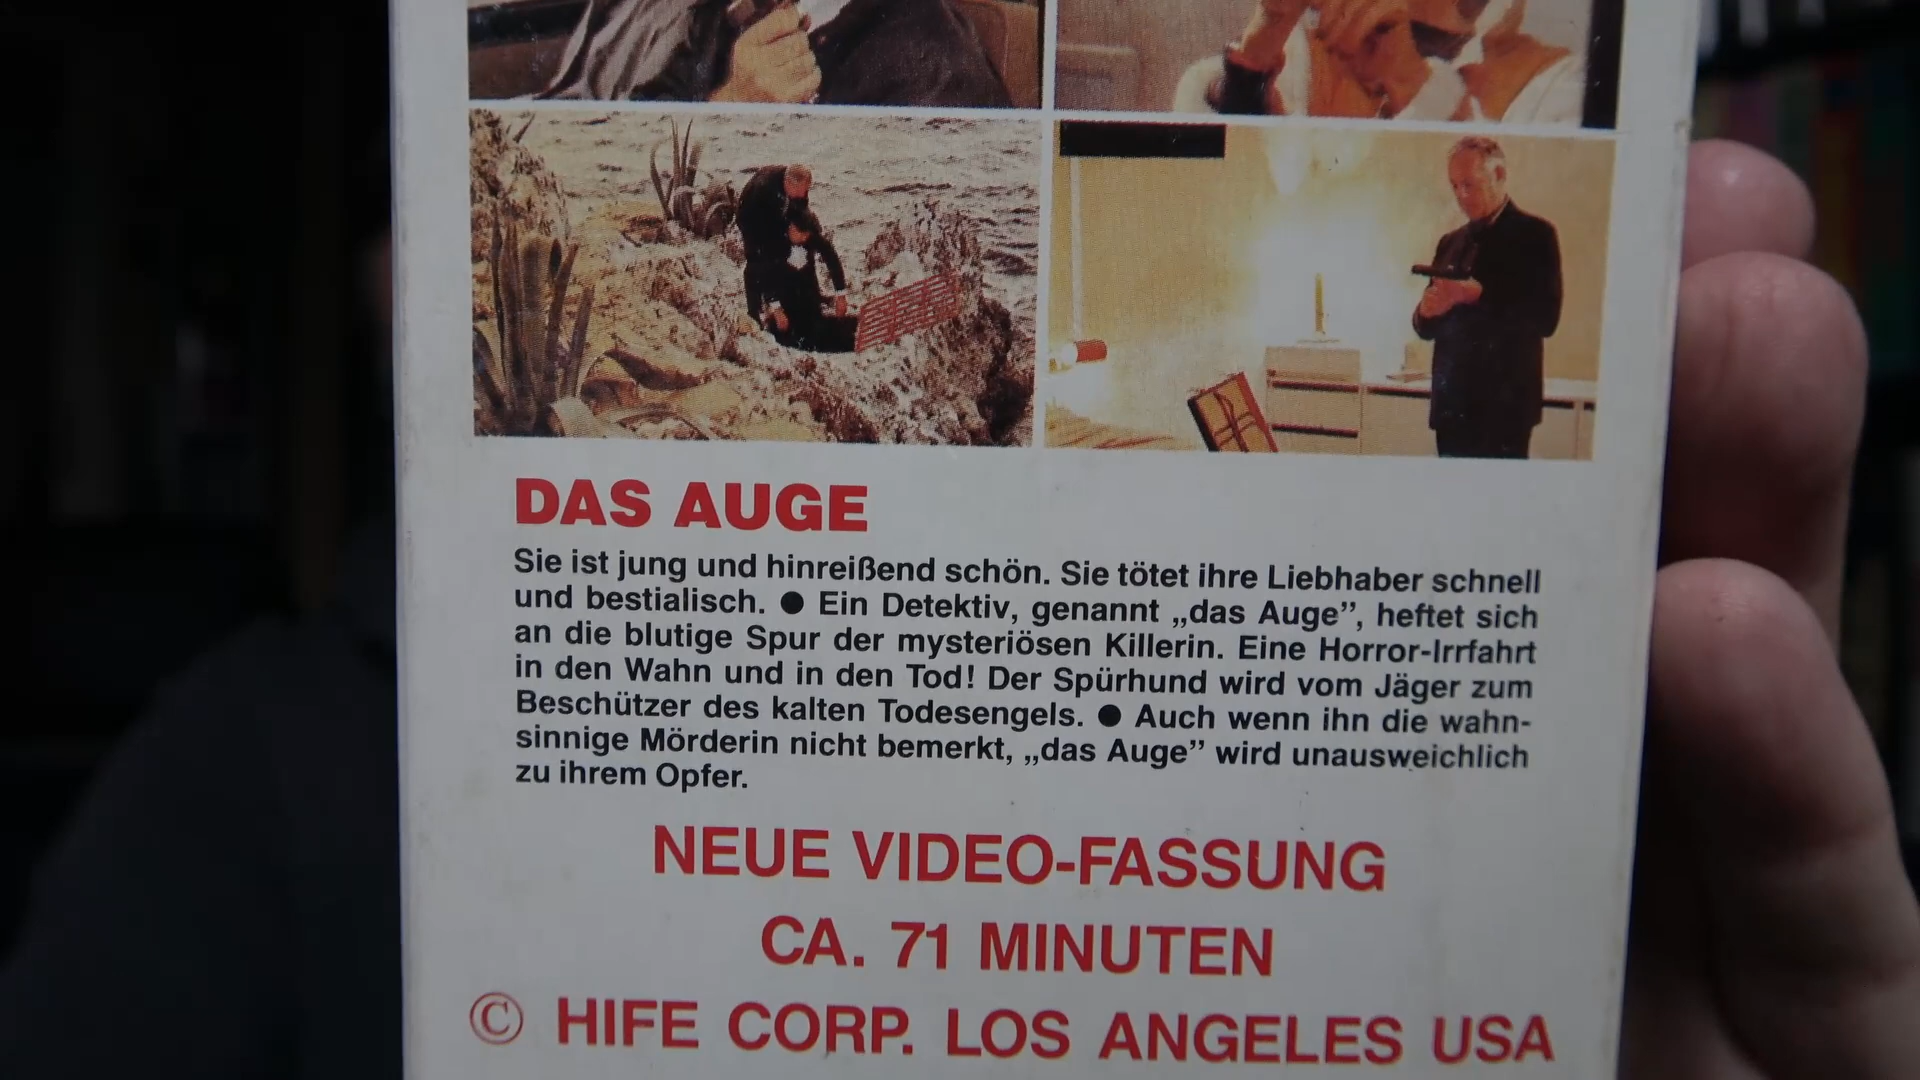 DAS AUGE
Sie ist jung und hinreißend schön. Sie tötet ihre Liebhaber schnell
und bestialisch. ● Ein Detektiv, genannt „das Auge”, heftet sich
an die blutige Spur der mysteriösen Killerin. Eine Horror-Irrfahrt
in den Wahn und in den Tod! Der Spürhund wird vom Jäger zum
Beschützer des kalten Todesengels. ● Auch wenn ihn die wahn-
sinnige Mörderin nicht bemerkt, „das Auge” wird unausweichlich
zu ihrem Opfer.
NEUE VIDEO-FASSUNG
CA. 71 MINUTEN
© HIFE CORP. LOS ANGELES USA